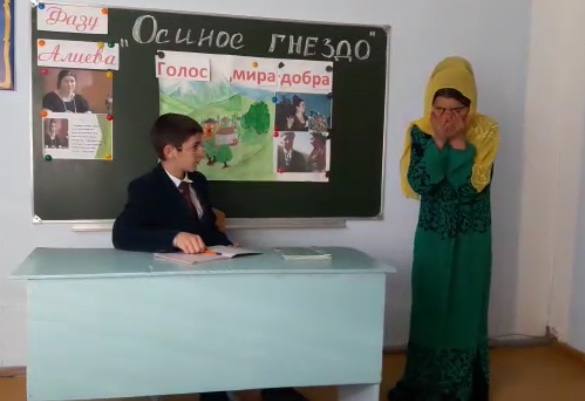 Фазу
Алиева
"Осиное гнездо"
Голос мира добра